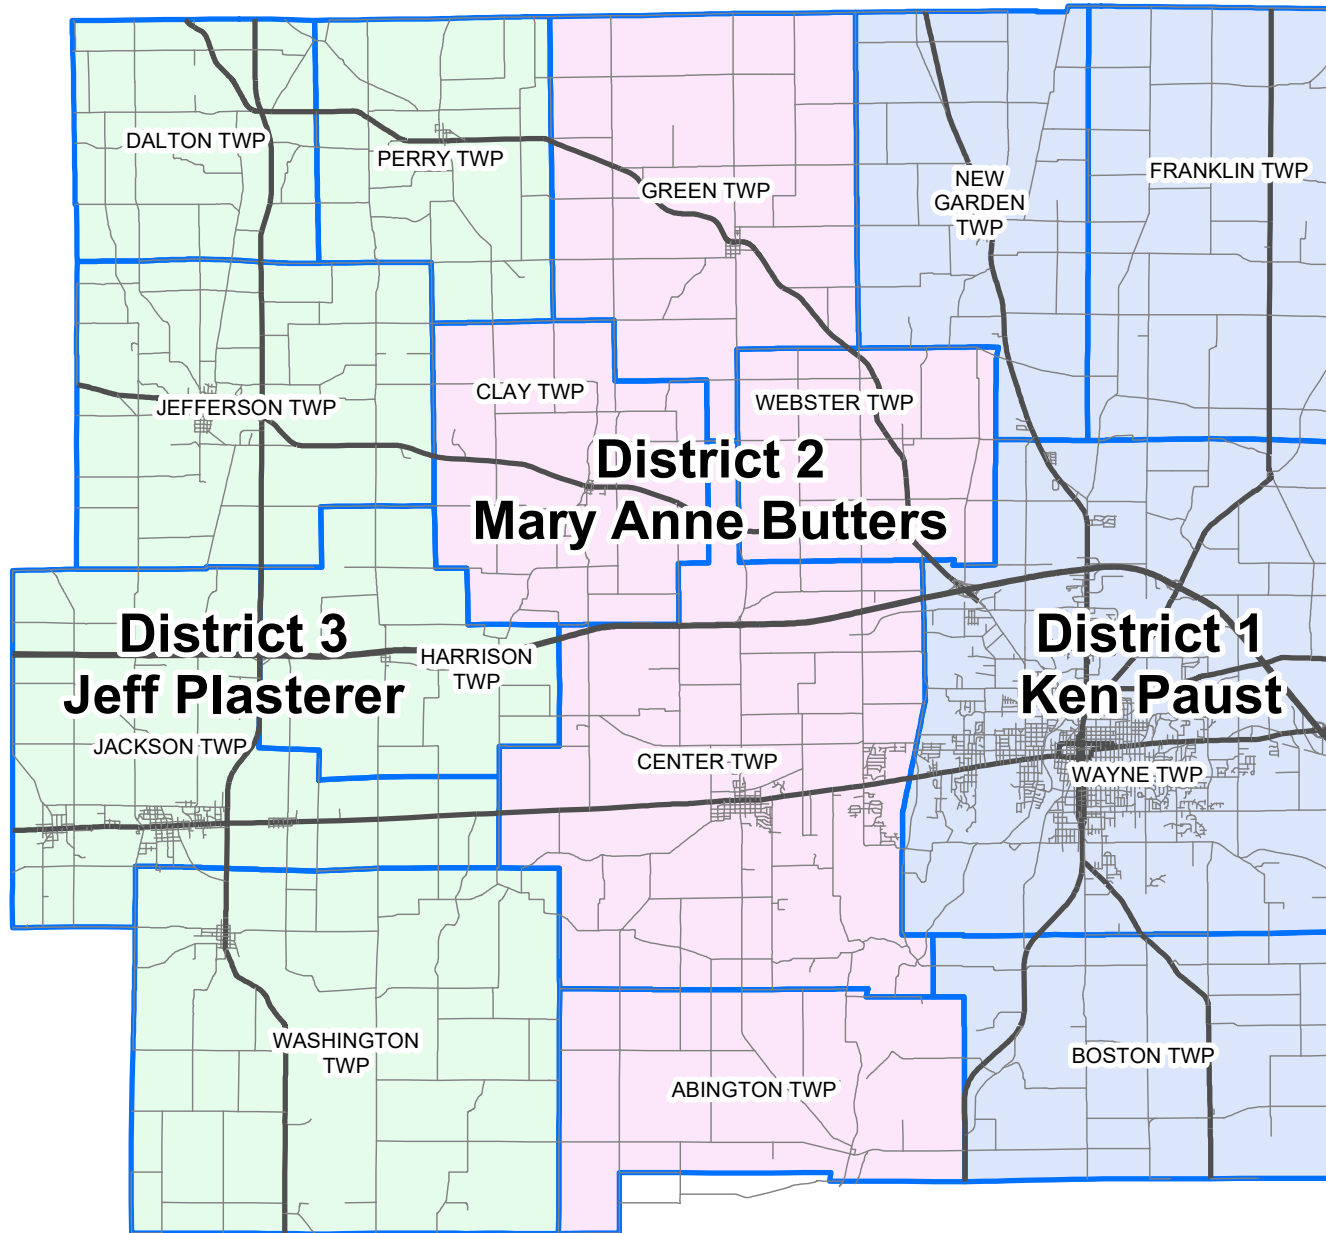 DALTON TWP
PERRY TWP
GREEN TWP
NEW
GARDEN
TWP
FRANKLIN TWP
JEFFERSON TWP
CLAY TWP
WEBSTER TWP
District 2
Mary Anne Butters
District 3
Jeff Plasterer
HARRISON
TWP
District 1
Ken Paust
JACKSON TWP
CENTER TWP
WAYNE TWP
WASHINGTON
TWP
ABINGTON TWP
BOSTON TWP